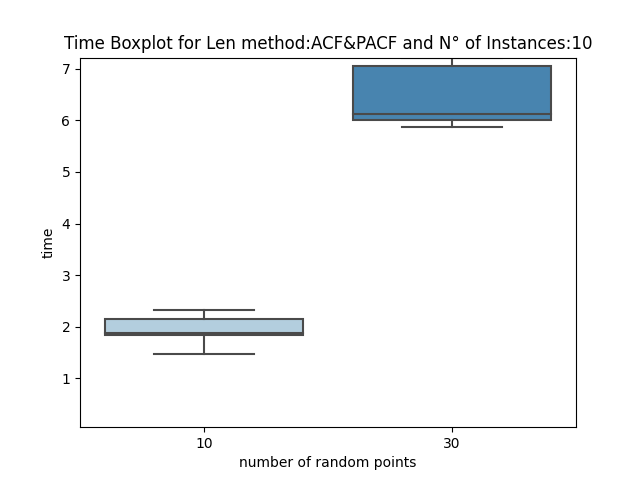 Time Boxplot for Len method:ACF&PACF and N° of Instances:10
7
6
5
4
3
2
1
time
10 30
number of random points